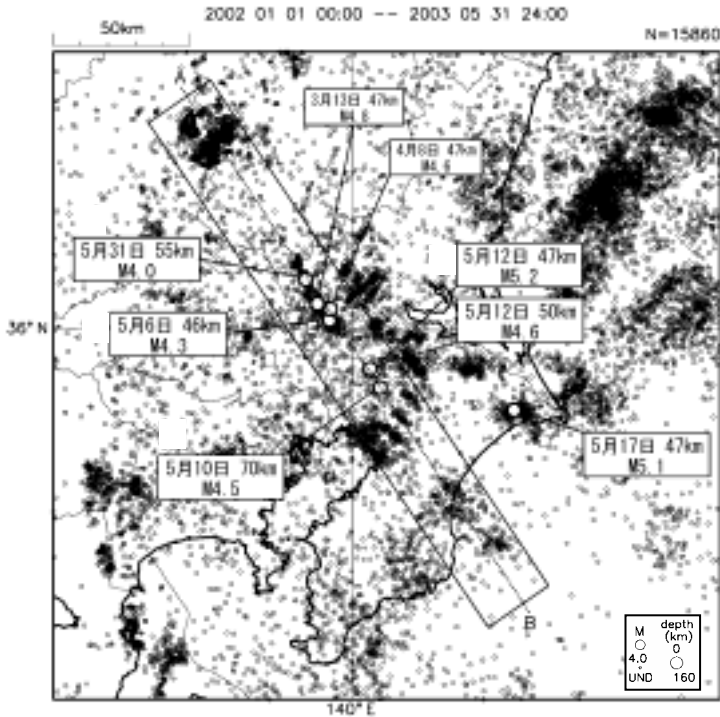 2002 01 01 00:00 -- 2003 05 31 24:00
50km
N=15860
A
3月13日 47km
M4.6
4月8日 47km
M4.6
5月31日 55km
M4.0
5月12日 47km
M5.2
36° N
5月6日 46km
M4.3
5月12日 50km
M4.6
5月10日 70km
M4.5
5月17日 47km
M5.1
B
M
depth
(km)
0
4.0
UND
160
140° E